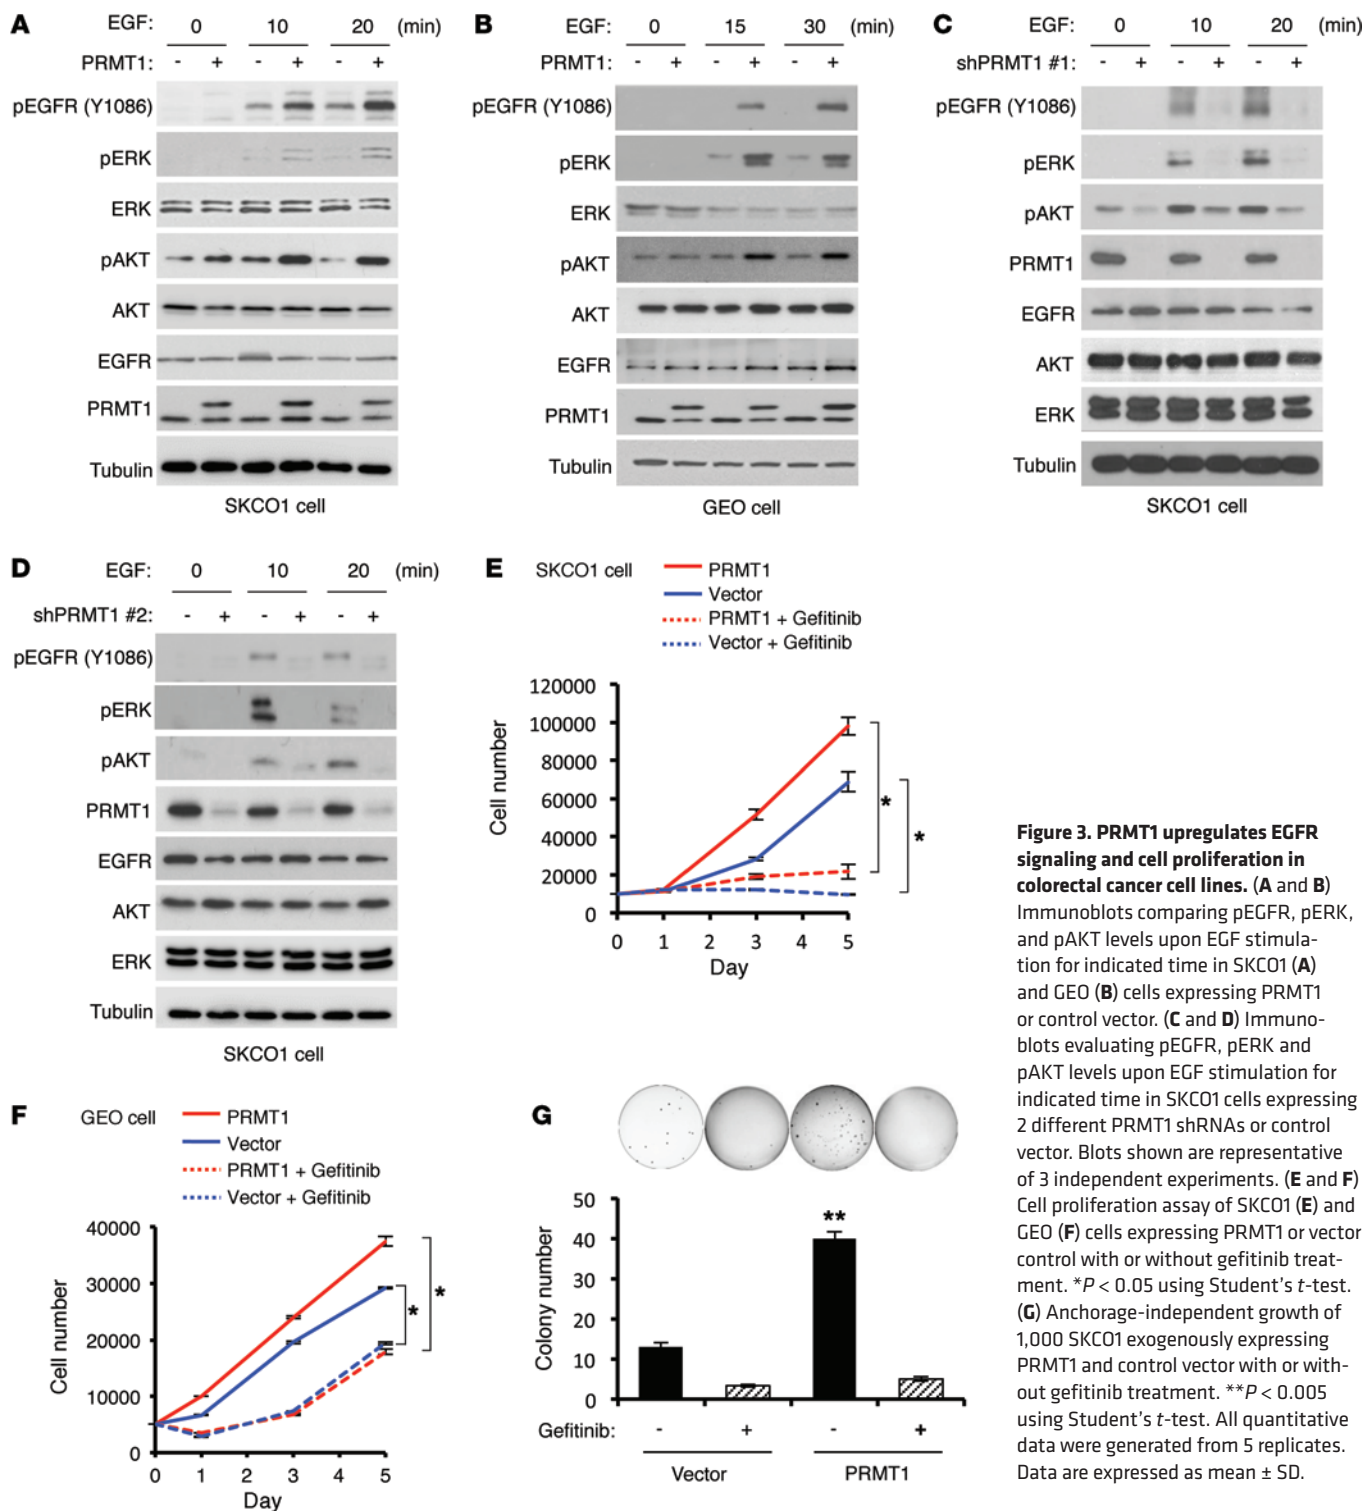 A
EGF: 0 10 20 (min)
PRMT1: - + - + - +
pEGFR (Y1086)
pERK
ERK
pAKT
AKT
EGFR
PRMT1
Tubulin
SKCO1 cell
B
EGF: 0 15 30 (min)
PRMT1: - + - + - +
pEGFR (Y1086)
pERK
ERK
pAKT
AKT
EGFR
PRMT1
Tubulin
GEO cell
C
EGF: 0 10 20 (min)
shPRMT1 #1: - + - + - +
pEGFR (Y1086)
pERK
pAKT
PRMT1
EGFR
AKT
ERK
Tubulin
SKCO1 cell
D
EGF: 0 10 20 (min)
shPRMT1 #2: - + - + - +
pEGFR (Y1086)
pERK
pAKT
PRMT1
EGFR
AKT
ERK
Tubulin
SKCO1 cell
E
SKCO1 cell
PRMT1
Vector
PRMT1 + Gefitinib
Vector + Gefitinib
Cell number
120000
100000
80000
60000
40000
20000
0
0 1 2 3 4 5
Day
*
*
F
GEO cell
PRMT1
Vector
PRMT1 + Gefitinib
Vector + Gefitinib
Cell number
40000
30000
20000
10000
0
0 1 2 3 4 5
Day
*
*
G
Colony number
50
40
30
20
10
0
**
Gefitinib: - + - +
Vector PRMT1
Figure 3. PRMT1 upregulates EGFR
signaling and cell proliferation in
colorectal cancer cell lines. (A and B)
Immunoblots comparing pEGFR, pERK,
and pAKT levels upon EGF stimula-
tion for indicated time in SKCO1 (A)
and GEO (B) cells expressing PRMT1
or control vector. (C and D) Immuno-
blots evaluating pEGFR, pERK and
pAKT levels upon EGF stimulation for
indicated time in SKCO1 cells expressing
2 different PRMT1 shRNAs or control
vector. Blots shown are representative
of 3 independent experiments. (E and F)
Cell proliferation assay of SKCO1 (E) and
GEO (F) cells expressing PRMT1 or vector
control with or without gefitinib treat-
ment. *P < 0.05 using Student's t-test.
(G) Anchorage-independent growth of
1,000 SKCO1 exogenously expressing
PRMT1 and control vector with or with-
out gefitinib treatment. **P < 0.005
using Student's t-test. All quantitative
data were generated from 5 replicates.
Data are expressed as mean ± SD.